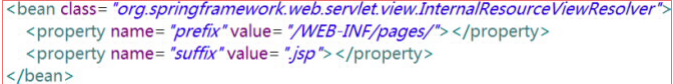 <bean class="org.springframework.web.servlet.view.InternalResourceViewResolver">
<property name="prefix" value="/WEB-INF/pages/"></property>
<property name="suffix" value=".jsp"></property>
</bean>